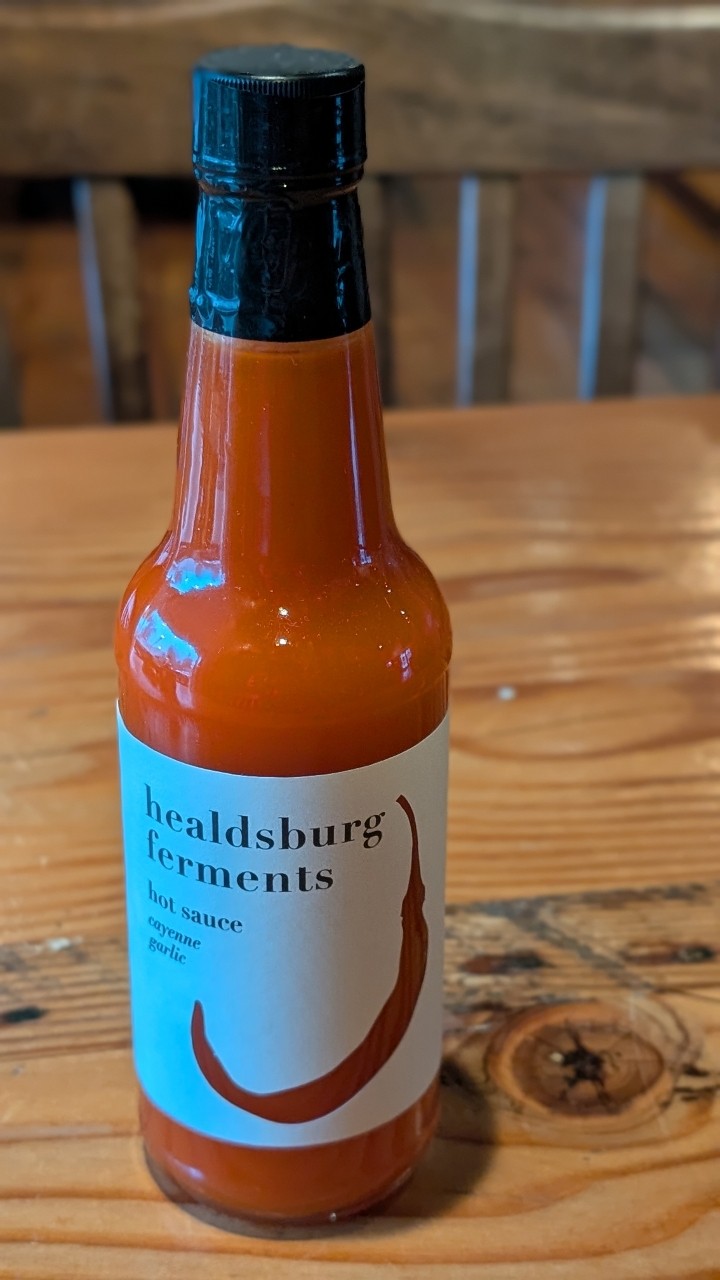 healdsburg
ferments
hot sauce
cayenne
garlic